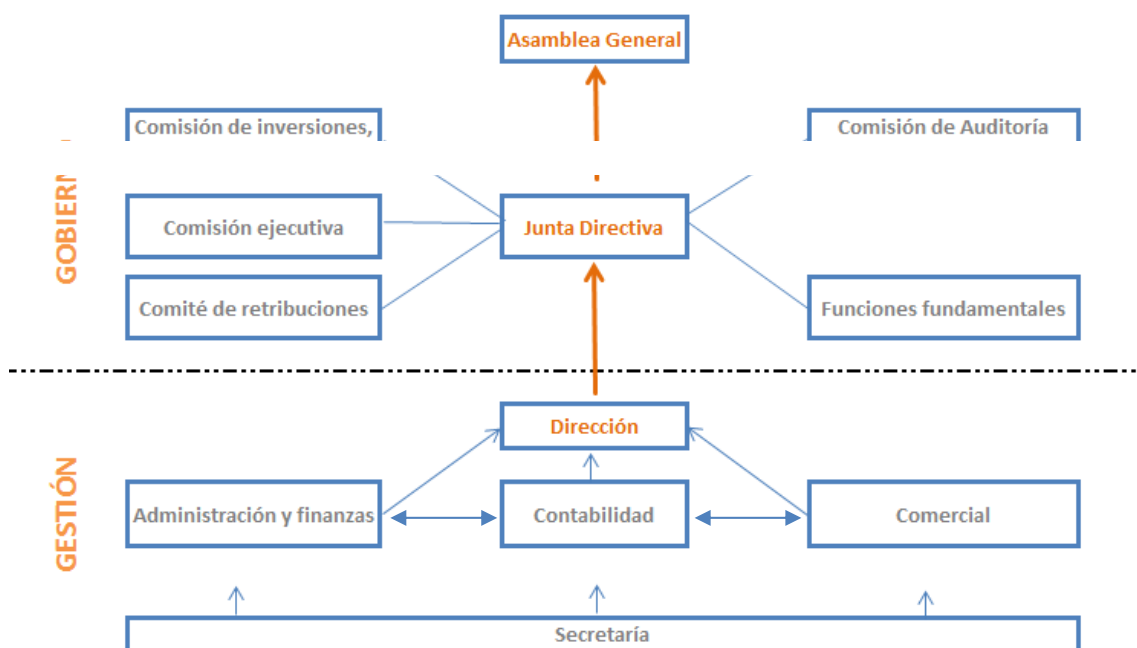 Asamblea General
Comisión de inversiones,
Comisión de Auditoría
GOBIERN
Comisión ejecutiva
Junta Directiva
Comité de retribuciones
Funciones fundamentales
Dirección
GESTIÓN
Administración y finanzas
Contabilidad
Comercial
Secretaría